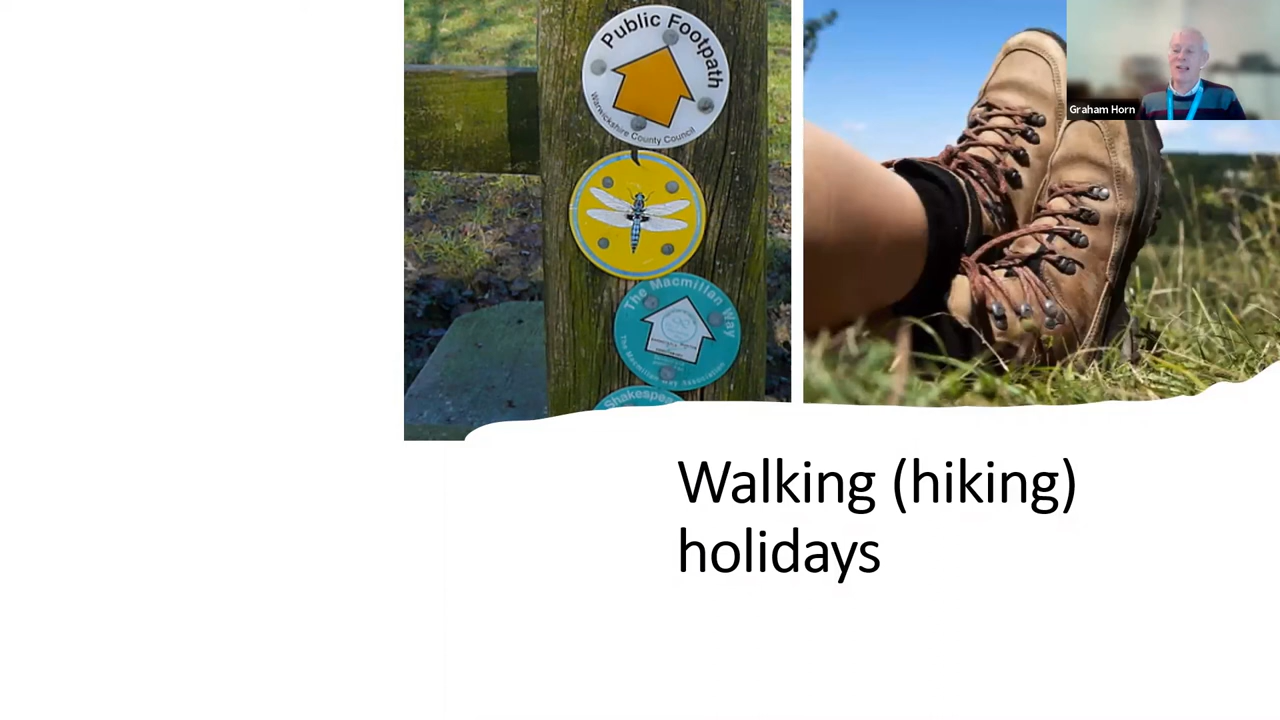 Public Footpath
Warwickshire County Council
The Macmillan Way
The Macmillan Way Association
Graham Horn
Walking (hiking)
holidays